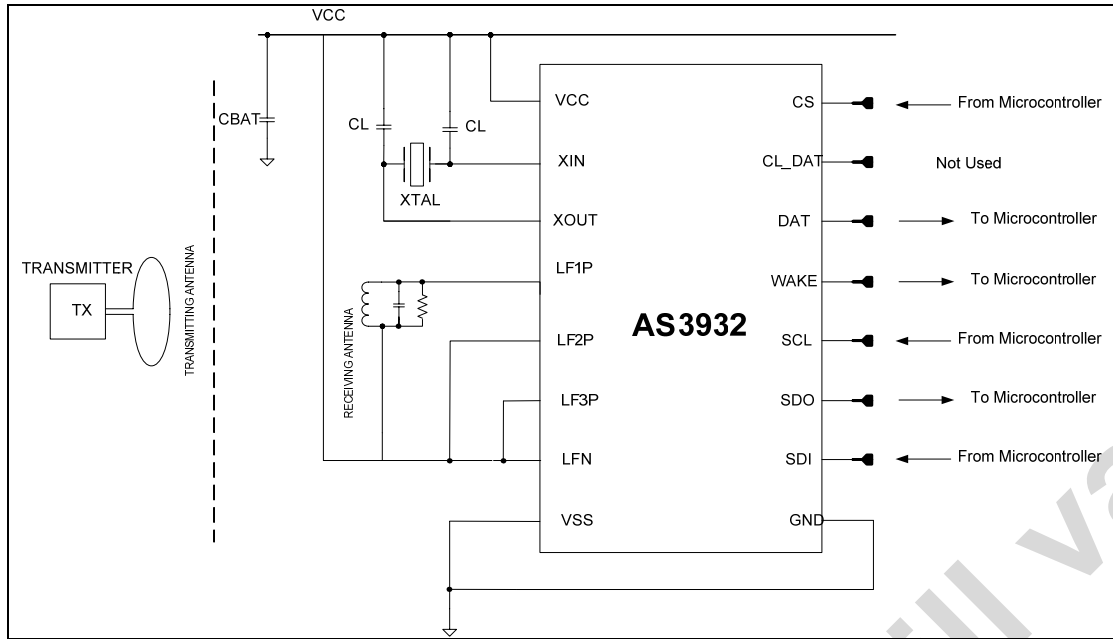 VCC
CBAT
CL
CL
XTAL
TRANSMITTER
TX
TRANSMITTING ANTENNA
RECEIVING ANTENNA
AS3932
VCC
XIN
XOUT
LF1P
LF2P
LF3P
LFN
VSS
CS
CL_DAT
DAT
WAKE
SCL
SDO
SDI
GND
From Microcontroller
Not Used
To Microcontroller
To Microcontroller
From Microcontroller
To Microcontroller
From Microcontroller
ill va